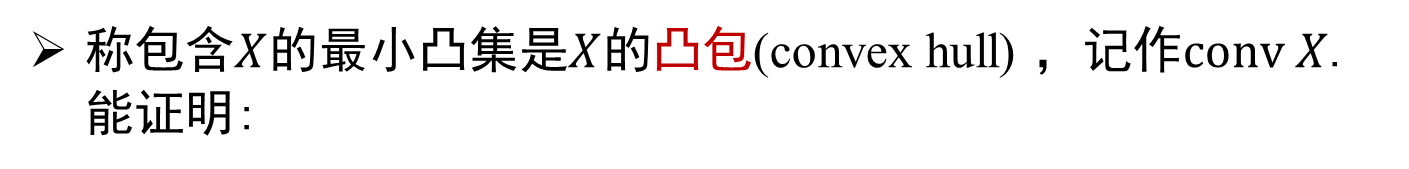 ➢ 称包含X的最小凸集是X的凸包(convex hull) ，记作conv X.
能证明: